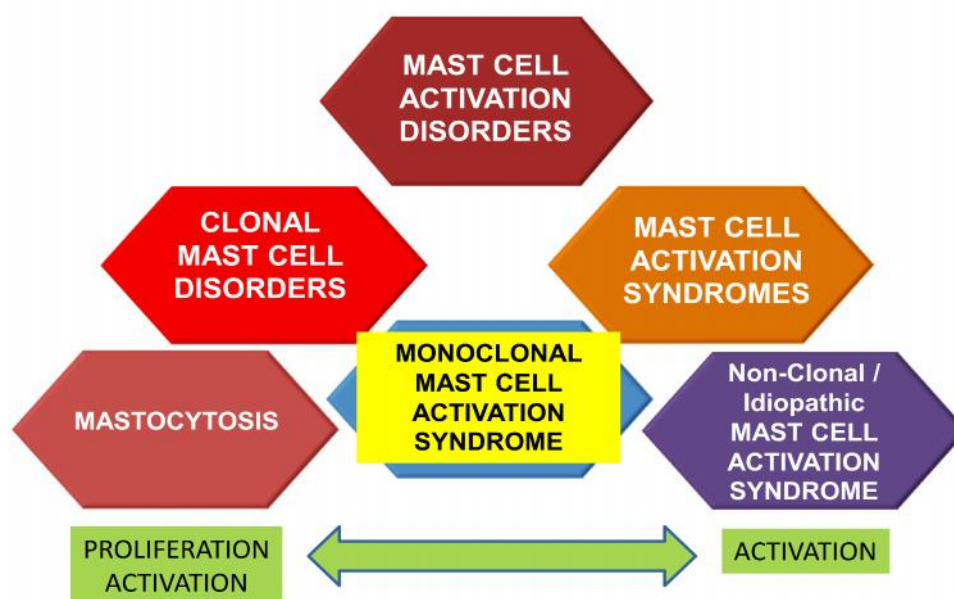 MAST CELL
ACTIVATION
DISORDERS
CLONAL
MAST CELL
DISORDERS
MAST CELL
ACTIVATION
SYNDROMES
MASTOCYTOSIS
MONOCLONAL
MAST CELL
ACTIVATION
SYNDROME
Non-Clonal /
Idiopathic
MAST CELL
ACTIVATION
SYNDROME
PROLIFERATION
ACTIVATION
ACTIVATION